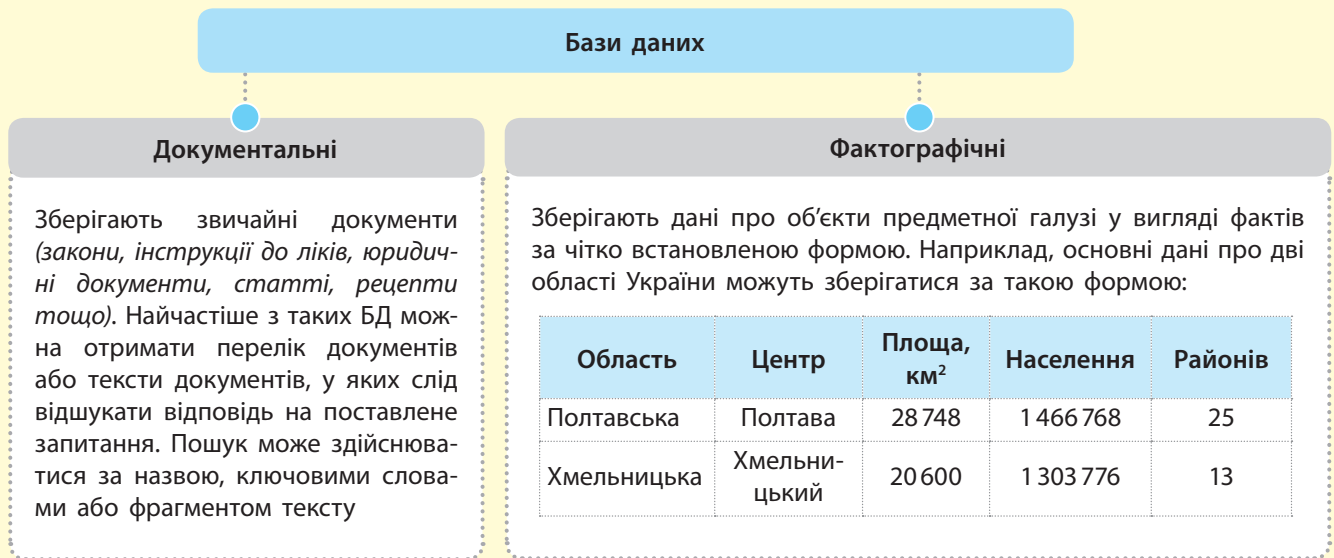 Бази даних
Документальні
Зберігають звичайні документи
(закони, інструкції до ліків, юридич-
ні документи, статті, рецепти
тощо). Найчастіше з таких БД мож-
на отримати перелік документів
або тексти документів, у яких слід
відшукати відповідь на поставлене
запитання. Пошук може здійснюва-
тися за назвою, ключовими слова-
ми або фрагментом тексту
Фактографічні
Зберігають дані про об’єкти предметної галузі у вигляді фактів
за чітко встановленою формою. Наприклад, основні дані про дві
області України можуть зберігатися за такою формою:
Область Центр Площа, км² Населення Районів
Полтавська Полтава 28 748 1 466 768 25
Хмельницька Хмельни-
цький 20 600 1 303 776 13